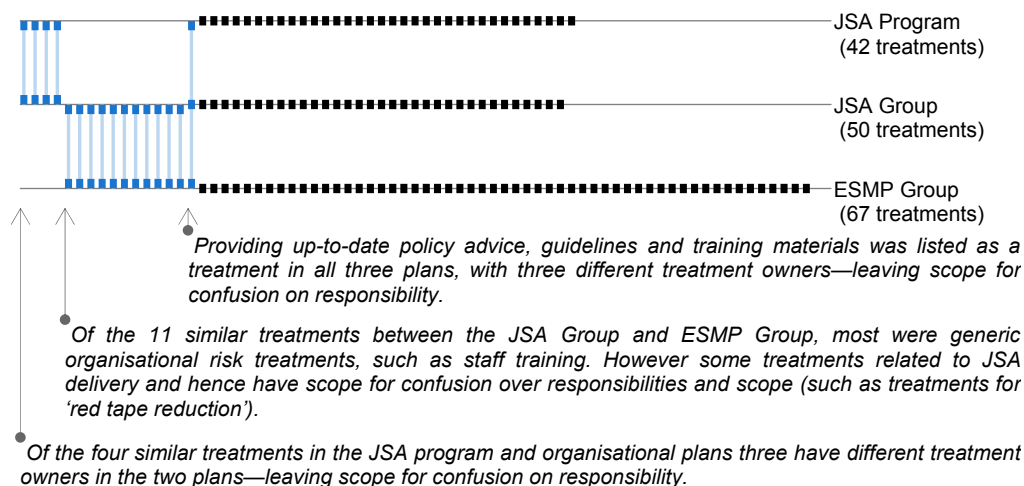 JSA Program
(42 treatments)
JSA Group
(50 treatments)
ESMP Group
(67 treatments)
Providing up-to-date policy advice, guidelines and training materials was listed as a
treatment in all three plans, with three different treatment owners—leaving scope for
confusion on responsibility.
Of the 11 similar treatments between the JSA Group and ESMP Group, most were generic
organisational risk treatments, such as staff training. However some treatments related to JSA
delivery and hence have scope for confusion over responsibilities and scope (such as treatments for
‘red tape reduction’).
Of the four similar treatments in the JSA program and organisational plans three have different treatment
owners in the two plans—leaving scope for confusion on responsibility.